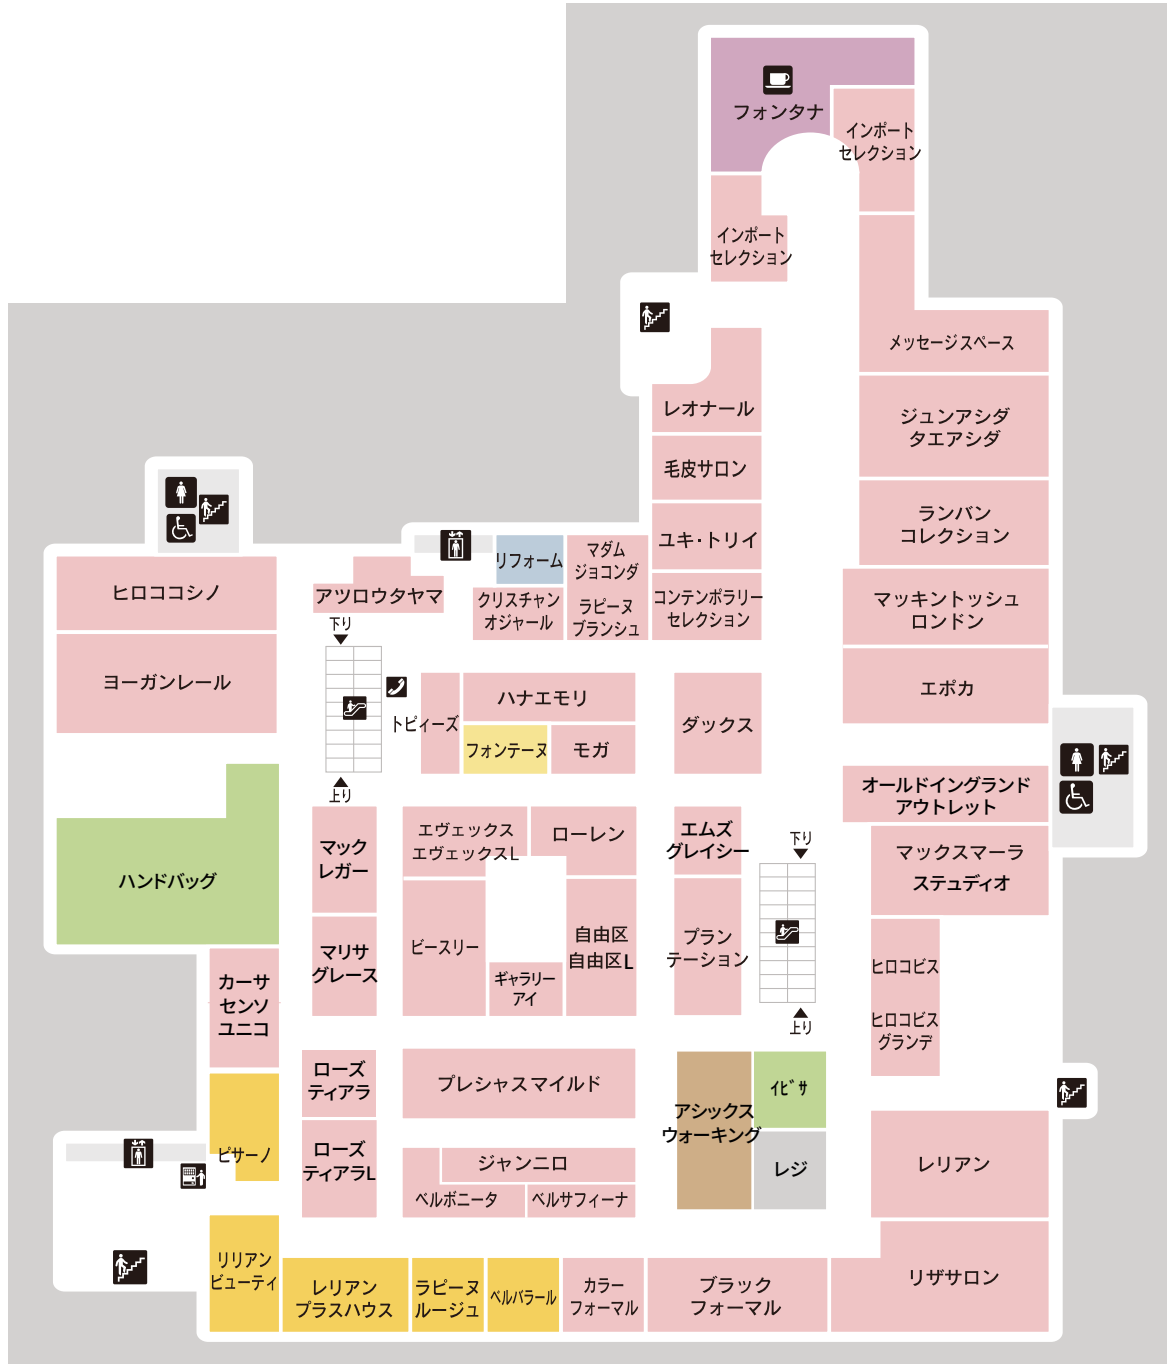 フォンタナ
インポート
セレクション
インポート
セレクション
メッセージスペース
レオナール
ジュンアシダ
タエアシダ
毛皮サロン
ランバン
コレクション
ユキ・トリイ
リフォーム
マダム
ジョコンダ
ラピーヌ
ブランシュ
クリスチャン
オジャール
コンテンポラリー
セレクション
ヒロココシノ
アツロウタヤマ
マッキントッシュ
ロンドン
下り
ヨーガンレール
ハナエモリ
トピィーズ
フォンテーヌ
モガ
ダックス
エポカ
上り
オールドイングランド
アウトレット
ハンドバッグ
マック
レガー
エヴェックス
エヴェックスL
ローレン
エムズ
グレイシー
下り
マックスマーラ
ステュディオ
マリサ
グレース
ビースリー
自由区
自由区L
ギャラリー
アイ
プラン
テーション
上り
ヒロコビス
ヒロコビス
グランデ
カーサ
センソ
ユニコ
ローズ
ティアラ
プレシャスマイルド
アシックス
ウォーキング
イビサ
レジ
ピサーノ
ローズ
ティアラL
ジャンニロ
ベルボニータ
ベルサフィーナ
レリアン
リリアン
ビューティ
レリアン
プラスハウス
ラピーヌ
ルージュ
ベルバラール
カラー
フォーマル
ブラック
フォーマル
リザサロン